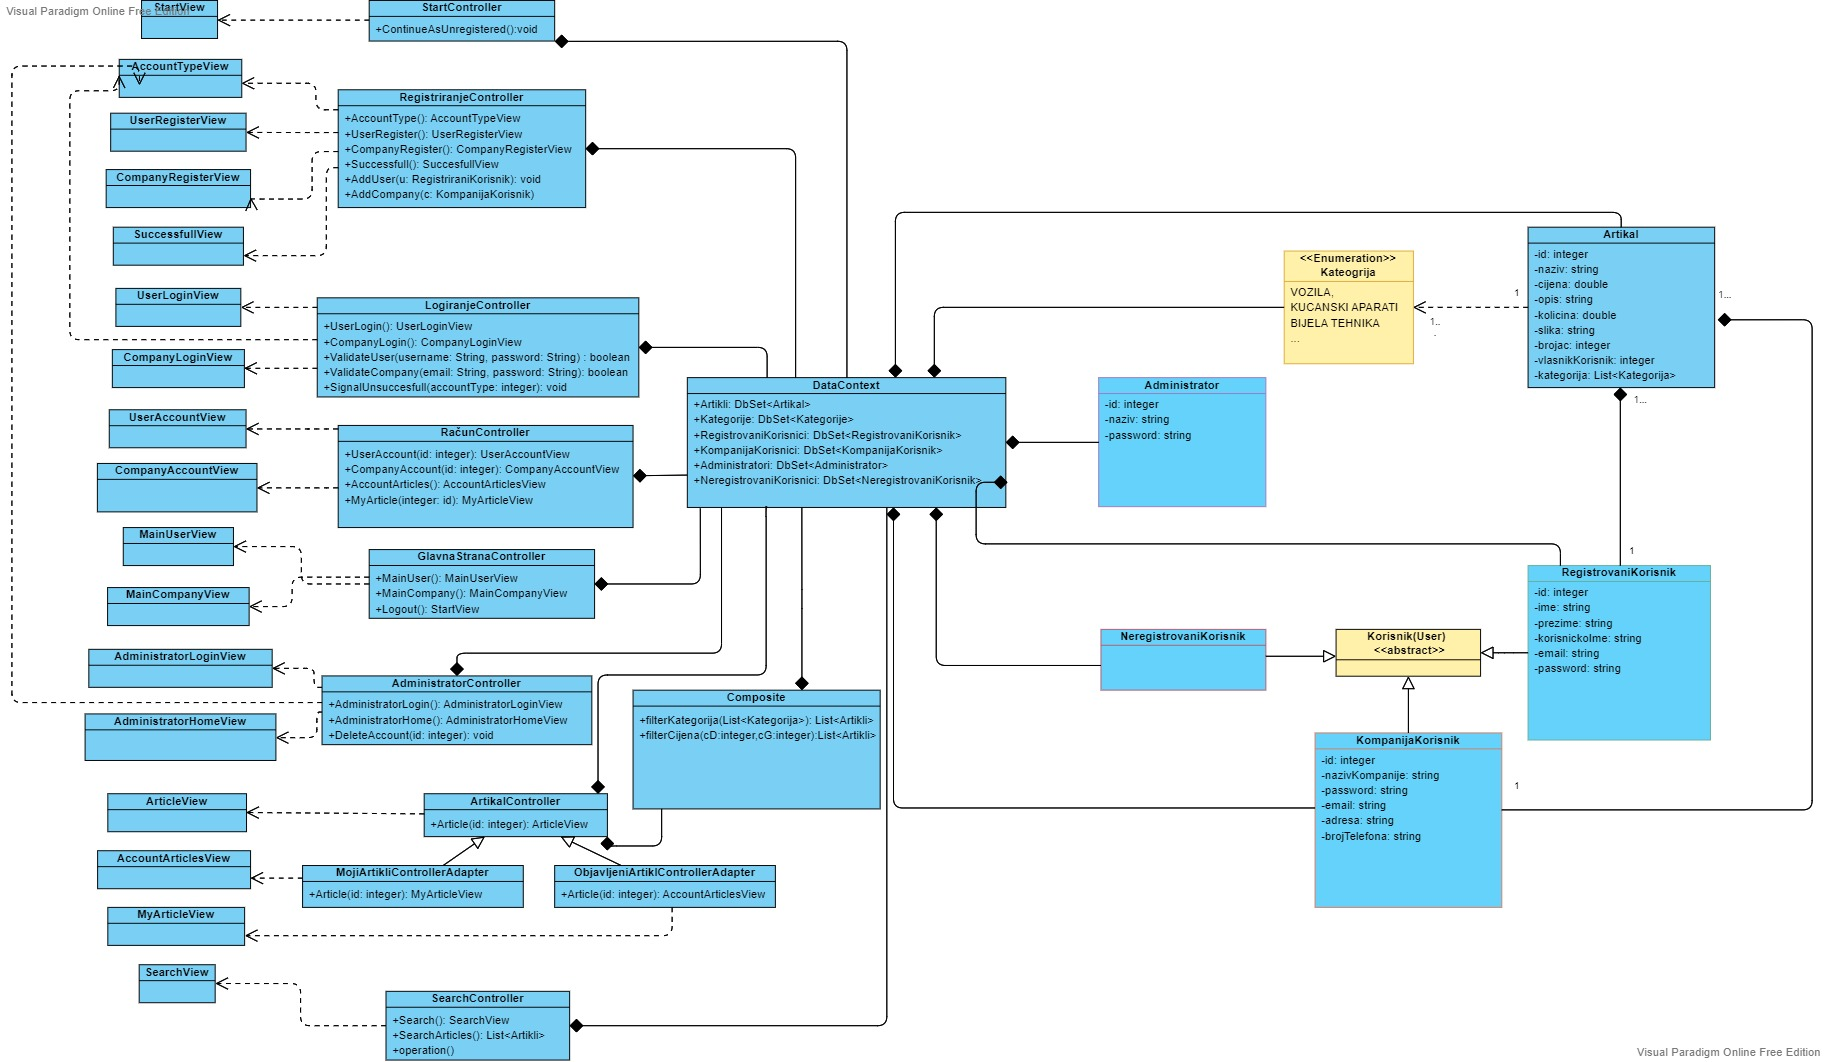 Visual Paradigm Online Free Edition
StartView
StartController
+ContinueAsUnregistered():void
AccountTypeView
RegistriranjeController
+AccountType(): AccountTypeView
+UserRegister(): UserRegisterView
+CompanyRegister(): CompanyRegisterView
+Successfull(): SuccesfullView
+AddUser(u: RegistriraniKorisnik): void
+AddCompany(c: KompanijaKorisnik)
UserRegisterView
CompanyRegisterView
SuccessfullView
UserLoginView
LogiranjeController
+UserLogin(): UserLoginView
+CompanyLogin(): CompanyLoginView
+ValidateUser(username: String, password: String) : boolean
+ValidateCompany(email: String, password: String): boolean
+SignalUnsuccesfull(accountType: integer): void
CompanyLoginView
UserAccountView
RačunController
+UserAccount(id: integer): UserAccountView
+CompanyAccount(id: integer): CompanyAccountView
+AccountArticles(): AccountArticlesView
+MyArticle(integer: id): MyArticleView
CompanyAccountView
MainUserView
GlavnaStranaController
+MainUser(): MainUserView
+MainCompany(): MainCompanyView
+Logout(): StartView
MainCompanyView
AdministratorLoginView
AdministratorController
+AdministratorLogin(): AdministratorLoginView
+AdministratorHome(): AdministratorHomeView
+DeleteAccount(id: integer): void
AdministratorHomeView
Composite
+filterKategorija(List<Kategorija>): List<Artikli>
+filterCijena(cD:integer,cG:integer):List<Artikli>
ArticleView
ArtikalController
+Article(id: integer): ArticleView
AccountArticlesView
MojiArtikliControllerAdapter
+Article(id: integer): MyArticleView
ObjavljeniArtiklControllerAdapter
+Article(id: integer): AccountArticlesView
MyArticleView
SearchView
SearchController
+Search(): SearchView
+SearchArticles(): List<Artikli>
+operation()
DataContext
+Artikli: DbSet<Artikal>
+Kategorije: DbSet<Kategorije>
+RegistrovaniKorisnici: DbSet<RegistrovaniKorisnik>
+KompanijaKorisnici: DbSet<KompanijaKorisnik>
+Administratori: DbSet<Administrator>
+NeregistrovaniKorisnici: DbSet<NeregistrovaniKorisnik>
Administrator
-id: integer
-naziv: string
-password: string
<<Enumeration>>
Kateogrija
VOZILA,
KUCANSKI APARATI
BIJELA TEHNIKA
...
1
1..
.
Artikal
-id: integer
-naziv: string
-cijena: double
-opis: string
-kolicina: double
-slika: string
-brojac: integer
-vlasnikKorisnik: integer
-kategorija: List<Kategorija>
1...
1...
1
RegistrovaniKorisnik
-id: integer
-ime: string
-prezime: string
-korisnickoIme: string
-email: string
-password: string
NeregistrovaniKorisnik
Korisnik(User)
<<abstract>>
KompanijaKorisnik
-id: integer
-nazivKompanije: string
-password: string
-email: string
-adresa: string
-brojTelefona: string
1
Visual Paradigm Online Free Edition